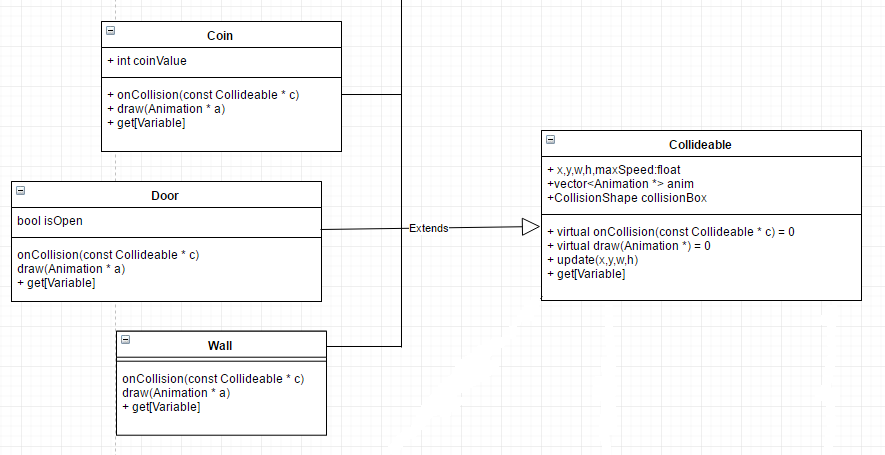 Coin
+ int coinValue
+ onCollision(const Collideable * c)
+ draw(Animation * a)
+ get[Variable]
Door
bool isOpen
onCollision(const Collideable * c)
draw(Animation * a)
+ get[Variable]
Wall
onCollision(const Collideable * c)
draw(Animation * a)
+ get[Variable]
Extends
Collideable
+ x,y,w,h,maxSpeed:float
+vector<Animation *> anim
+CollisionShape collisionBox
+ virtual onCollision(const Collideable * c) = 0
+ virtual draw(Animation *) = 0
+ update(x,y,w,h)
+ get[Variable]